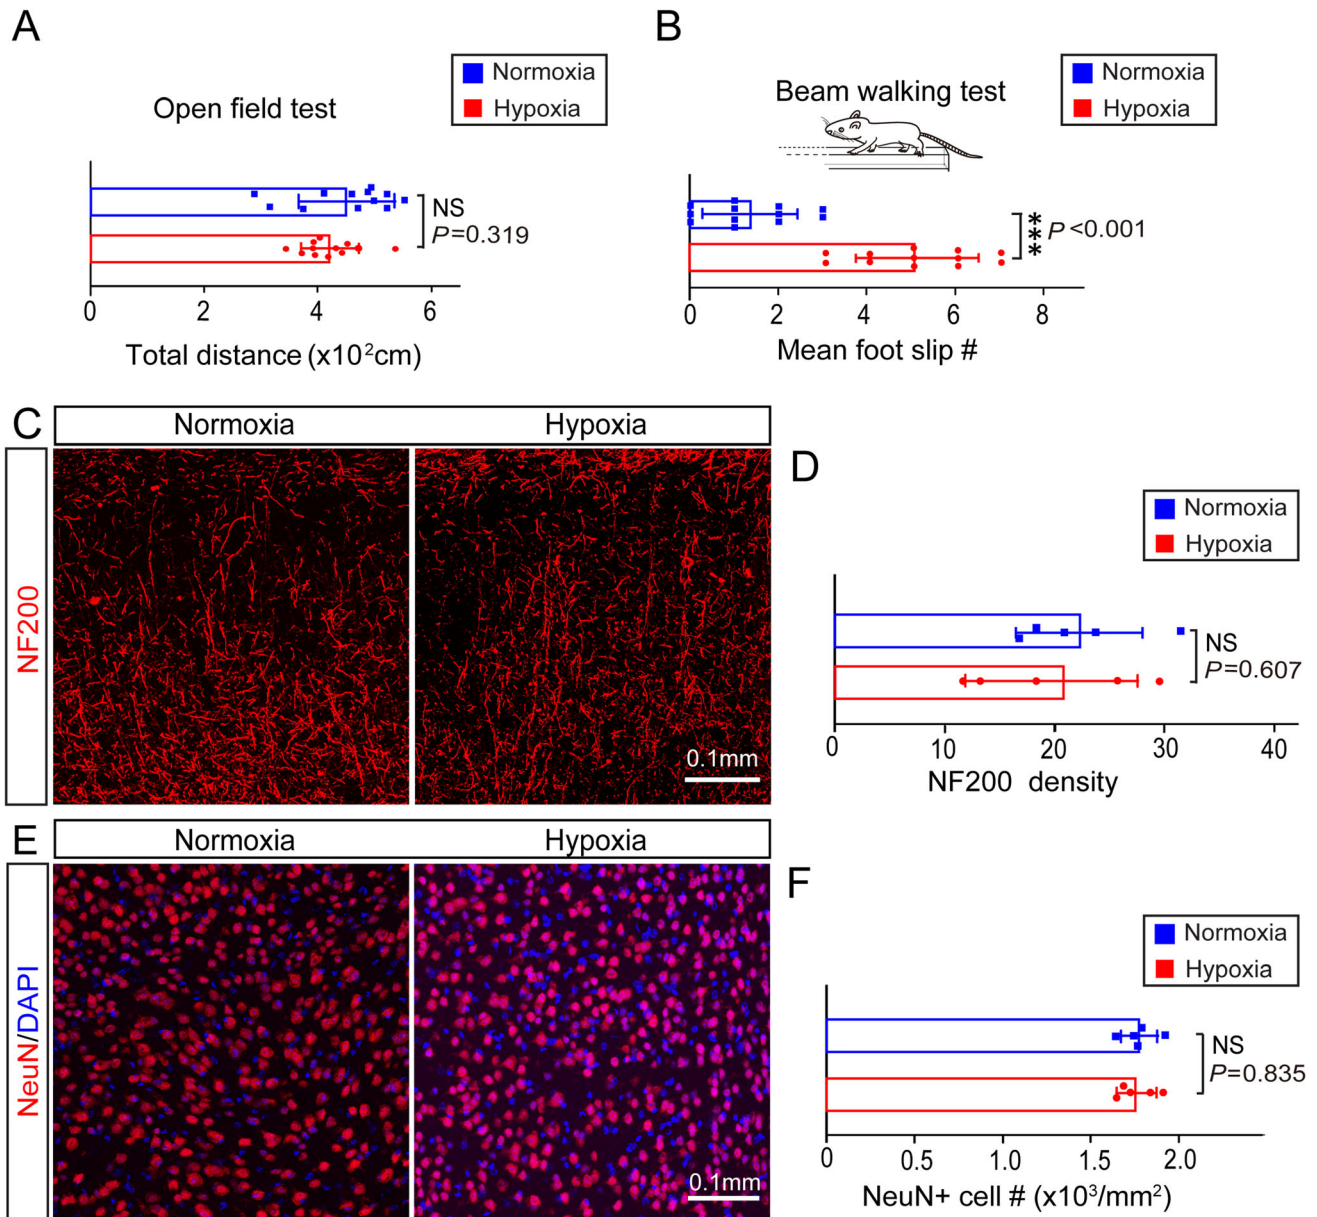 A
Open field test
Normoxia
Hypoxia
NS
P=0.319
0 2 4 6
Total distance (x10²cm)
B
Beam walking test
Normoxia
Hypoxia
*** P <0.001
0 2 4 6 8
Mean foot slip #
C
Normoxia Hypoxia
NF200
0.1mm
D
Normoxia
Hypoxia
NS
P=0.607
0 10 20 30 40
NF200 density
E
Normoxia Hypoxia
NeuN/DAPI
0.1mm
F
Normoxia
Hypoxia
NS
P=0.835
0 0.5 1.0 1.5 2.0
NeuN+ cell # (x10³/mm²)